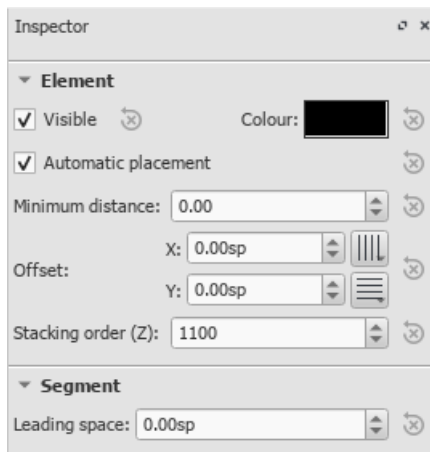 Inspector
Element
Visible Colour:
Automatic placement
Minimum distance: 0.00
X: 0.00sp
Offset:
Y: 0.00sp
Stacking order (Z): 1100
Segment
Leading space: 0.00sp